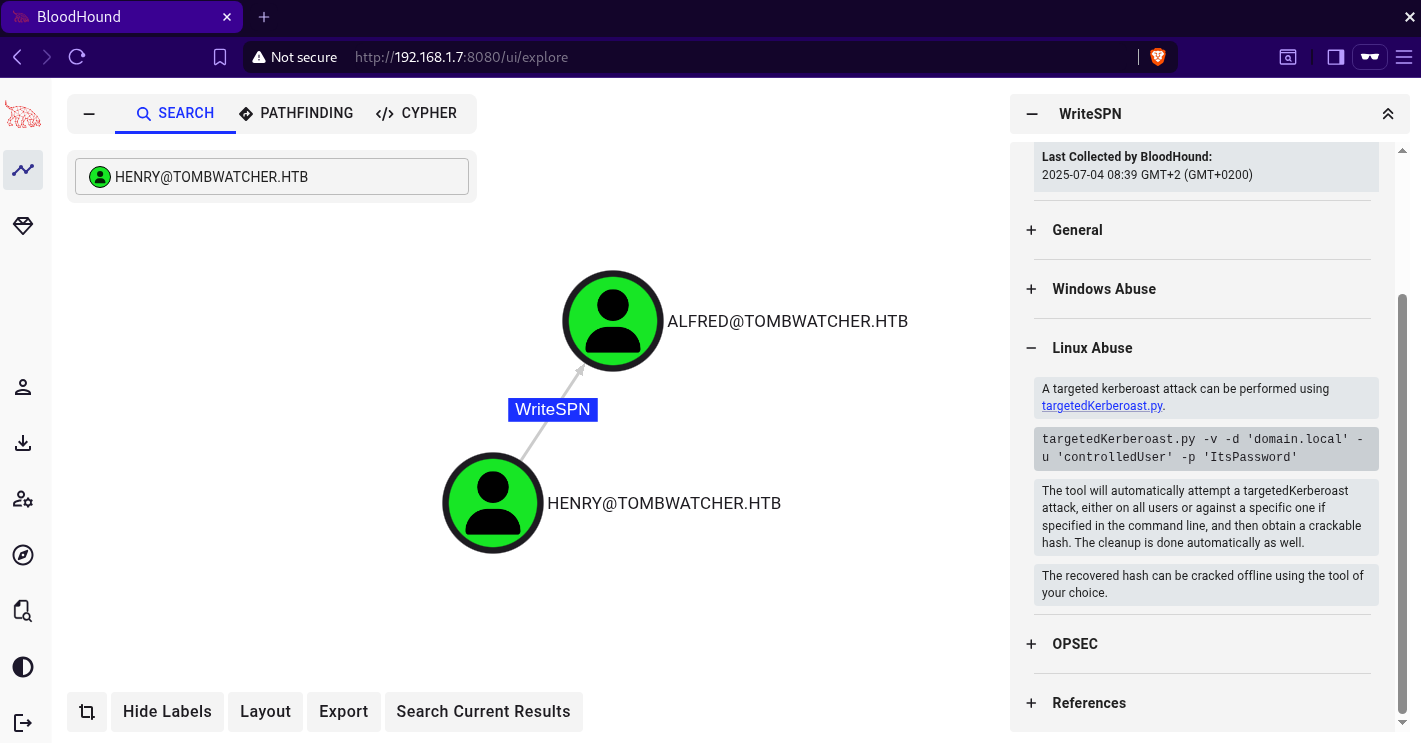 BloodHound
Not secure http://192.168.1.7:8080/ui/explore
SEARCH PATHFINDING </> CYPHER
HENRY@TOMBWATCHER.HTB
ALFRED@TOMBWATCHER.HTB
WriteSPN
HENRY@TOMBWATCHER.HTB
Hide Labels Layout Export Search Current Results
WriteSPN
Last Collected by BloodHound:
2025-07-04 08:39 GMT+2 (GMT+0200)
General
Windows Abuse
Linux Abuse
A targeted kerberoast attack can be performed using
targetedKerberoast.py.
targetedKerberoast.py -v -d 'domain.local' -
u 'controlledUser' -p 'ItsPassword'
The tool will automatically attempt a targetedKerberoast
attack, either on all users or against a specific one if
specified in the command line, and then obtain a crackable
hash. The cleanup is done automatically as well.
The recovered hash can be cracked offline using the tool of
your choice.
OPSEC
References